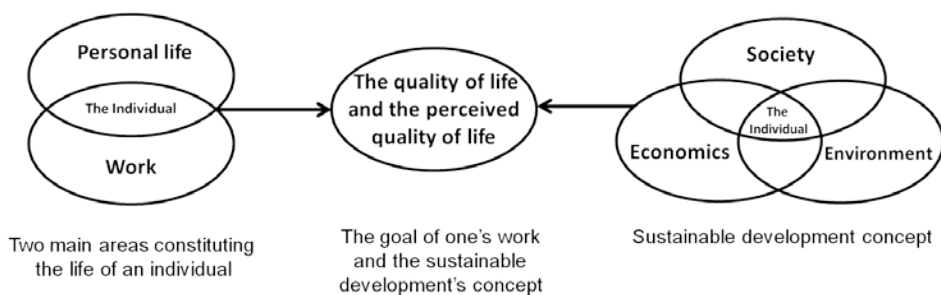 Personal life
The Individual
Work
Two main areas constituting
the life of an individual
The quality of life
and the perceived
quality of life
The goal of one's work
and the sustainable
development's concept
Society
The
Individual
Economics
Environment
Sustainable development concept